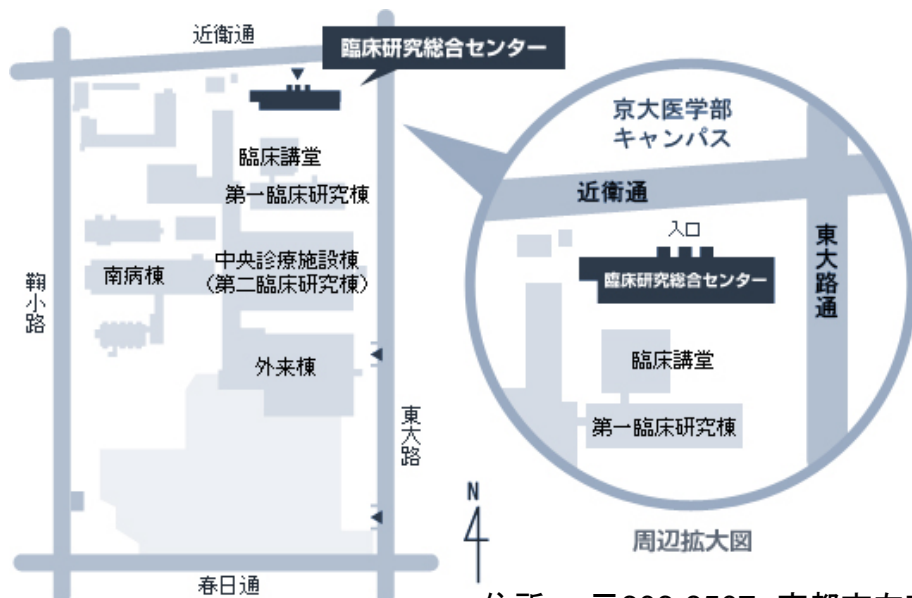 近衛通
臨床研究総合センター
臨床講堂
第一臨床研究棟
中央診療施設棟
(第二臨床研究棟)
南病棟
外来棟
鞠小路
東大路
春日通
京大医学部
キャンパス
近衛通
入口
臨床研究総合センター
東大路通
臨床講堂
第一臨床研究棟
N
周辺拡大図